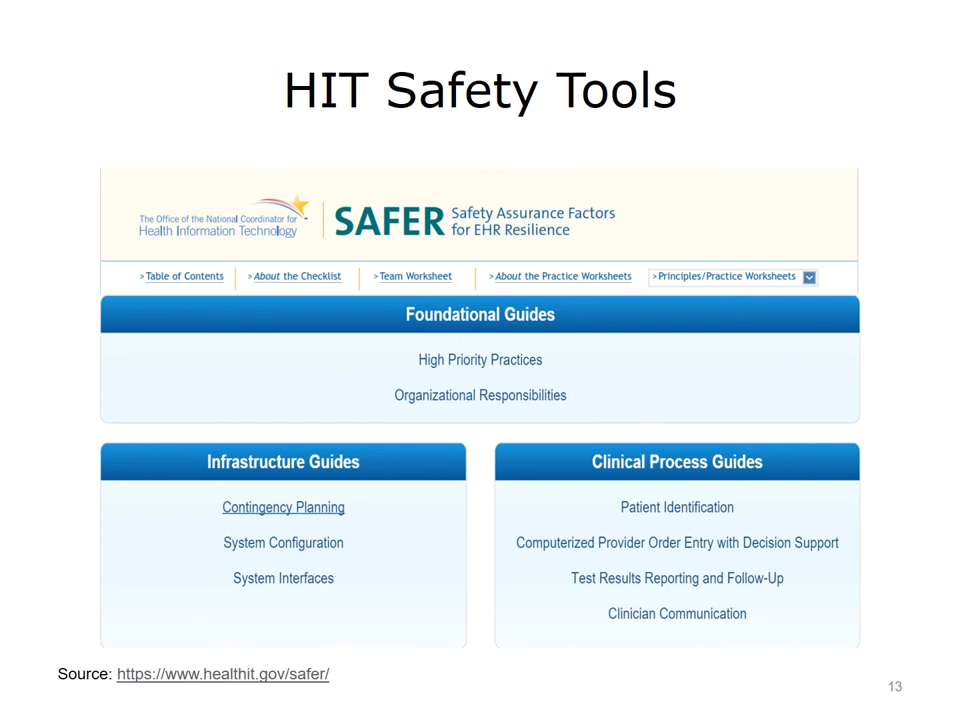 HIT Safety Tools
The Office of the National Coordinator for
Health Information Technology
SAFER
Safety Assurance Factors
for EHR Resilience
>Table of Contents
>About the Checklist
>Team Worksheet
>About the Practice Worksheets
>Principles/Practice Worksheets
Foundational Guides
High Priority Practices
Organizational Responsibilities
Infrastructure Guides
Contingency Planning
System Configuration
System Interfaces
Clinical Process Guides
Patient Identification
Computerized Provider Order Entry with Decision Support
Test Results Reporting and Follow-Up
Clinician Communication
Source: https://www.healthit.gov/safer/
13